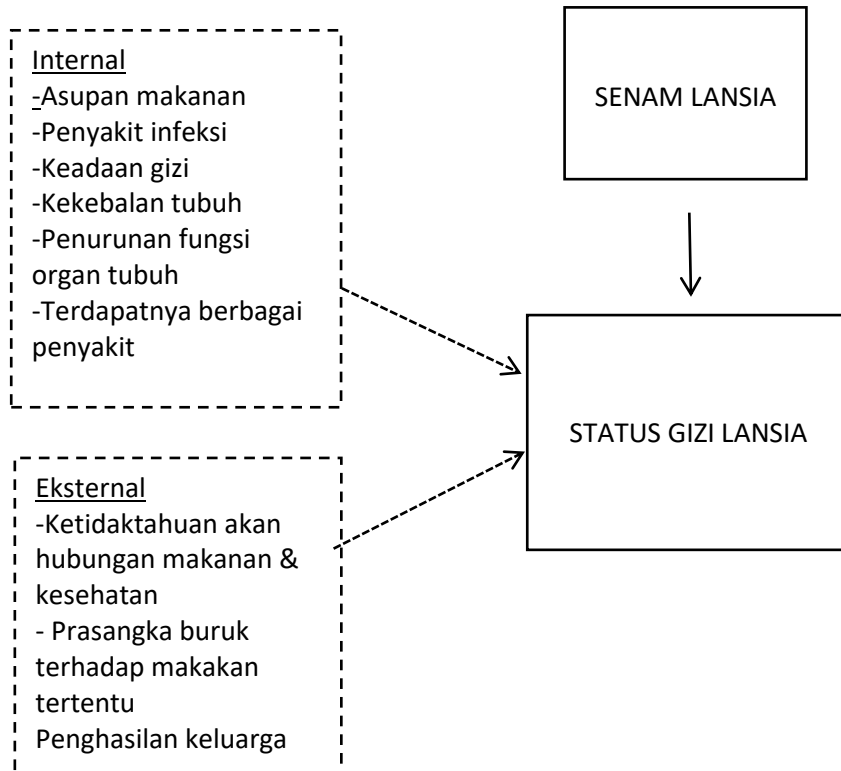 Internal
-Asupan makanan
-Penyakit infeksi
-Keadaan gizi
-Kekebalan tubuh
-Penurunan fungsi
organ tubuh
-Terdapatnya berbagai
penyakit
SENAM LANSIA
STATUS GIZI LANSIA
Eksternal
-Ketidaktahuan akan
hubungan makanan &
kesehatan
- Prasangka buruk
terhadap makakan
tertentu
Penghasilan keluarga